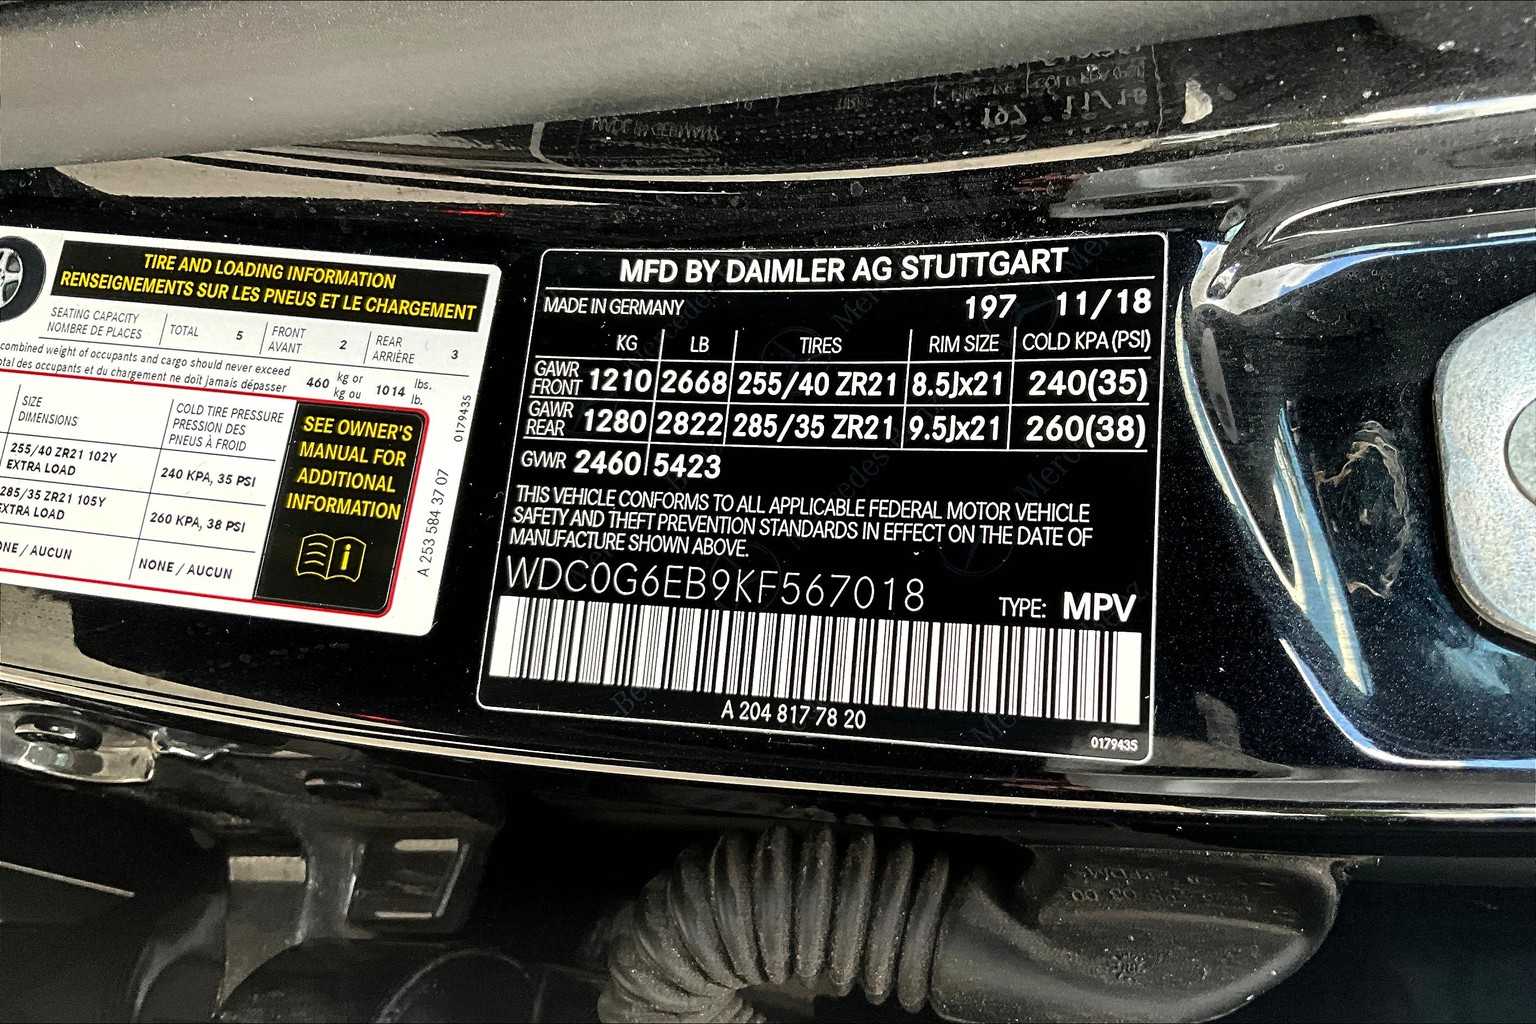 TIRE AND LOADING INFORMATION
RENSEIGNEMENTS SUR LES PNEUS ET LE CHARGEMENT
SEATING CAPACITY
NOMBRE DE PLACES
TOTAL 5
FRONT
AVANT 2
REAR
ARRIÈRE 3
combined weight of occupants and cargo should never exceed
des occupants et du chargement ne doit jamais dépasser
460 kg or
kg ou
1014 lbs.
lb.
SIZE
DIMENSIONS
COLD TIRE PRESSURE
PRESSION DES
PNEUS À FROID
255/40 ZR21 102Y
EXTRA LOAD
240 KPA, 35 PSI
285/35 ZR21 105Y
EXTRA LOAD
260 KPA, 38 PSI
/ AUCUN
NONE / AUCUN
SEE OWNER'S
MANUAL FOR
ADDITIONAL
INFORMATION
017943S
A 253 584 37 07
MFD BY DAIMLER AG STUTTGART
MADE IN GERMANY 197 11/18
KG LB TIRES RIM SIZE COLD KPA (PSI)
GAWR
FRONT 1210 2668 255/40 ZR21 8.5Jx21 240(35)
GAWR
REAR 1280 2822 285/35 ZR21 9.5Jx21 260(38)
GVWR 2460 5423
THIS VEHICLE CONFORMS TO ALL APPLICABLE FEDERAL MOTOR VEHICLE
SAFETY AND THEFT PREVENTION STANDARDS IN EFFECT ON THE DATE OF
MANUFACTURE SHOWN ABOVE.
WDC0G6EB9KF567018
TYPE: MPV
A 204 817 78 20
017943S